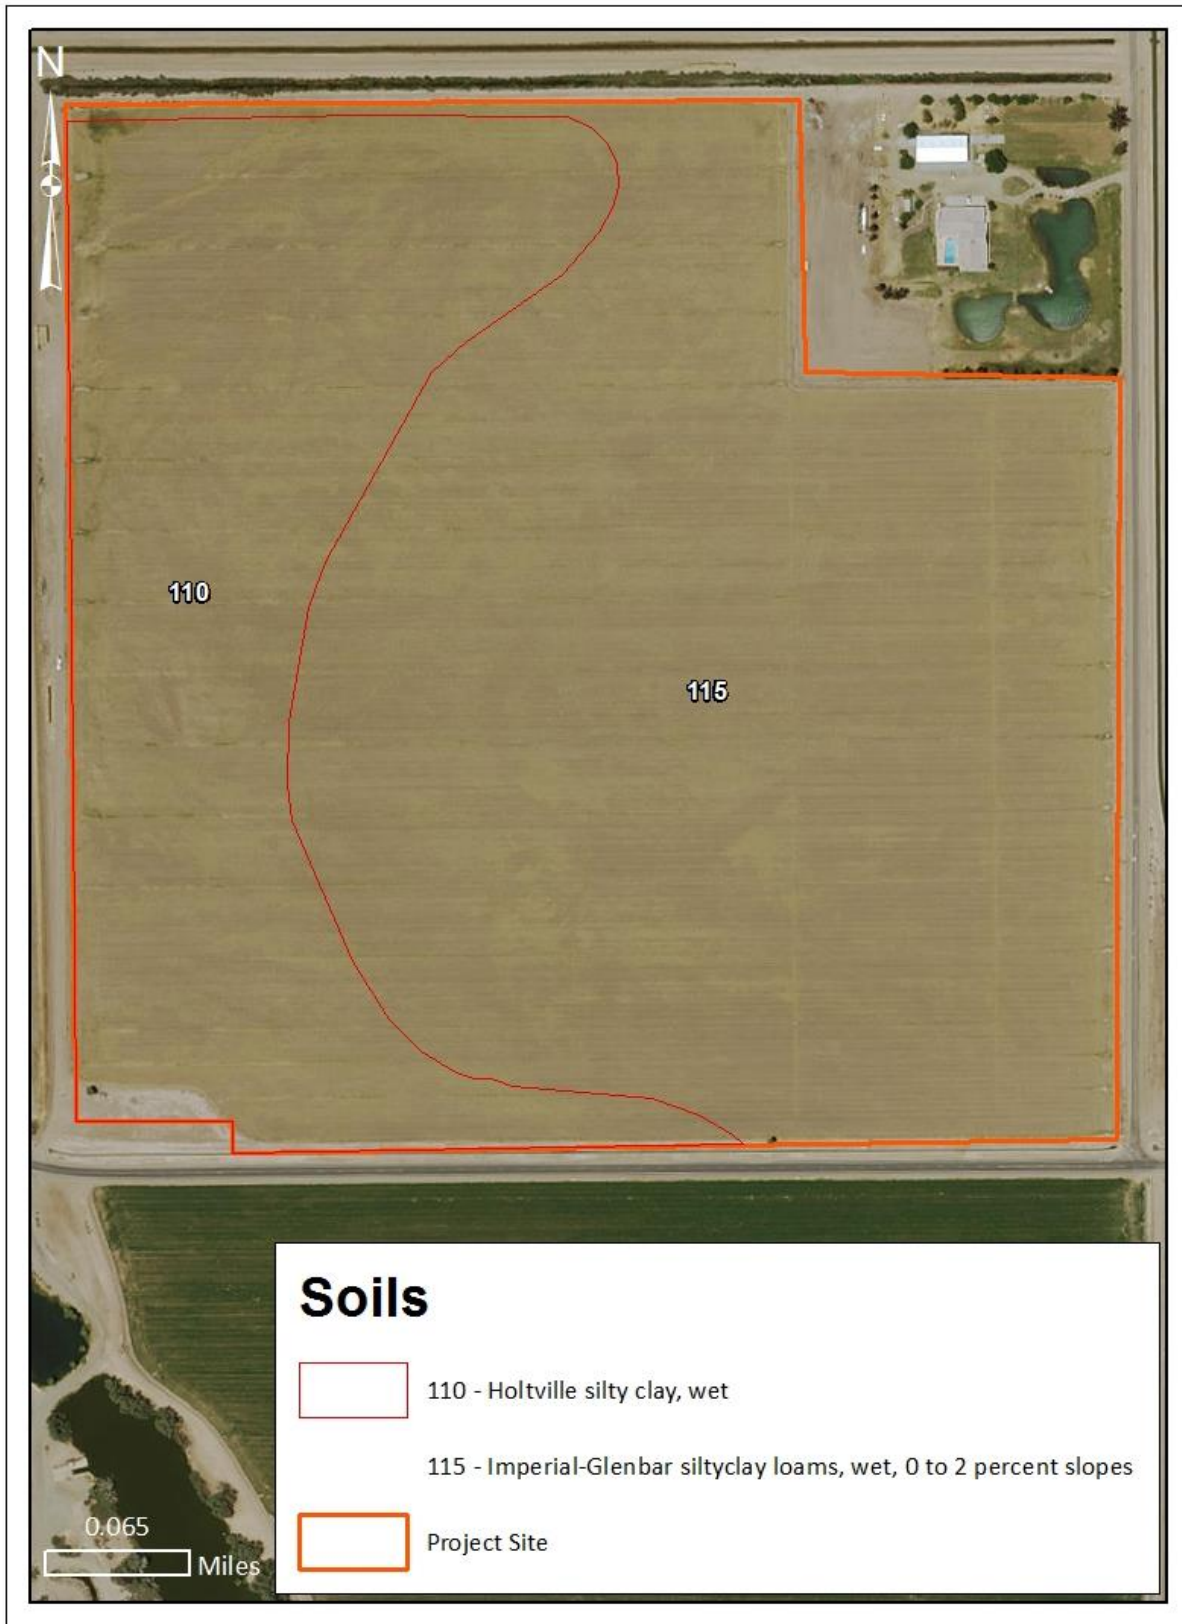 N
110
115
Soils
110 - Holtville silty clay, wet
115 - Imperial-Glenbar siltyclay loams, wet, 0 to 2 percent slopes
Project Site
0.065
Miles